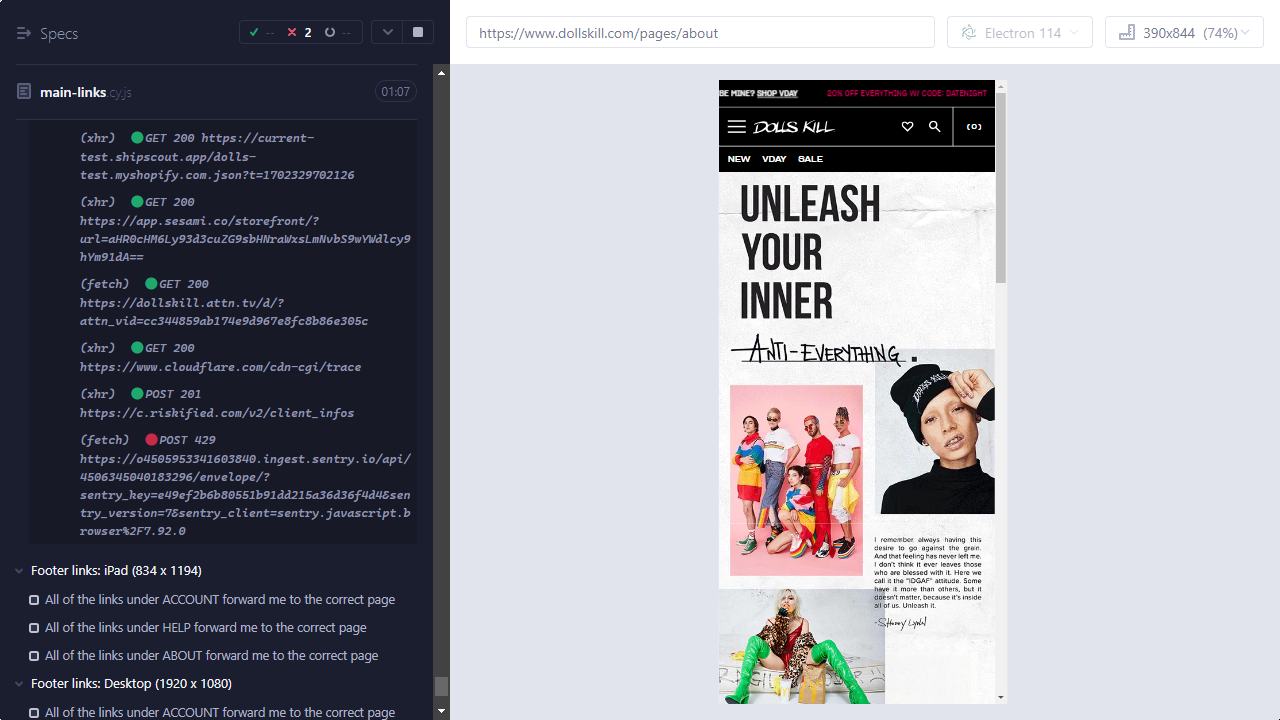 Specs
-- 2 --
https://www.dollskill.com/pages/about
Electron 114
390x844 (74%)
main-links.cy.js
01:07
(xhr) GET 200 https://current-
test.shipscout.app/dolls-
test.myshopify.com.json?t=1702329702126
(xhr) GET 200
https://app.sesami.co/storefront/?
url=aHR0cHM6Ly93d3cuZG9sbHNraWxsLmNvbS9wYWdlcy9
hYm91dA==
(fetch) GET 200
https://dollskill.attn.tv/d/?
attn_vid=cc344859ab174e9d967e8fc8b86e305c
(xhr) GET 200
https://www.cloudflare.com/cdn-cgi/trace
(xhr) POST 201
https://c.riskified.com/v2/client_infos
(fetch) POST 429
https://o4505953341603840.ingest.sentry.io/api/
4506345040183296/envelope/?
sentry_key=e49ef2b6b80551b91dd215a36d36f4d4&sen
try_version=7&sentry_client=sentry.javascript.b
rowser%2F7.92.0
Footer links: iPad (834 x 1194)
All of the links under ACCOUNT forward me to the correct page
All of the links under HELP forward me to the correct page
All of the links under ABOUT forward me to the correct page
Footer links: Desktop (1920 x 1080)
All of the links under ACCOUNT forward me to the correct page
BE MINE? SHOP VDAY 20% OFF EVERYTHING W/ CODE: DATENIGHT
DOLLS KILL
(0)
NEW VDAY SALE
UNLEASH
YOUR
INNER
ANTI-EVERYTHING.
DOLLS KILL
I remember always having this
desire to go against the grain.
And that feeling has never left me.
I don't think it ever leaves those
who are blessed with it. Here we
call it the "IDGAF" attitude. Some
have it more than others, but it
doesn't matter, because it's inside
all of us. Unleash it.